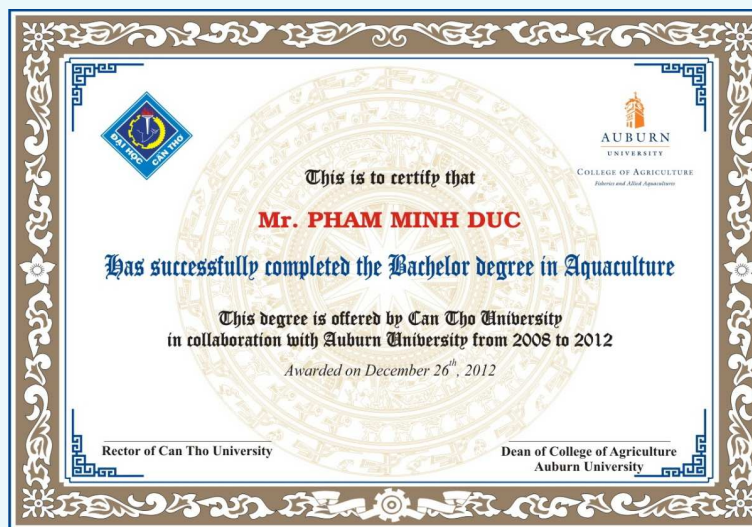 ĐẠI HỌC CẦN THƠ
AUBURN
UNIVERSITY
COLLEGE OF AGRICULTURE
Fisheries and Allied Aquacultures
This is to certify that
Mr. PHAM MINH DUC
Has successfully completed the Bachelor degree in Aquaculture
This degree is offered by Can Tho University
in collaboration with Auburn University from 2008 to 2012
Awarded on December 26th, 2012
Rector of Can Tho University
Dean of College of Agriculture
Auburn University